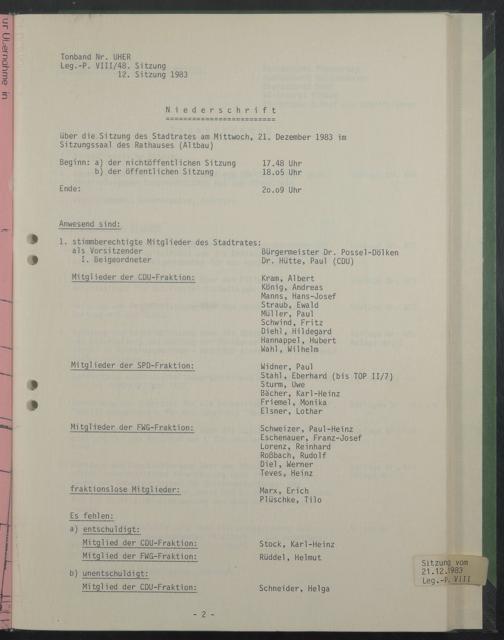 ur Übernahme in
Tonband Nr. UHER
Leg.-P. VIII/48. Sitzung
12. Sitzung 1983
N i e d e r s c h r i f t
=========================
über die Sitzung des Stadtrates am Mittwoch, 21. Dezember 1983 im
Sitzungssaal des Rathauses (Altbau)
Beginn: a) der nichtöffentlichen Sitzung 17.48 Uhr
b) der öffentlichen Sitzung 18.o5 Uhr
Ende: 2o.o9 Uhr
Anwesend sind:
1. stimmberechtigte Mitglieder des Stadtrates:
als Vorsitzender Bürgermeister Dr. Possel-Dölken
I. Beigeordneter Dr. Hütte, Paul (CDU)
Mitglieder der CDU-Fraktion: Kram, Albert
König, Andreas
Manns, Hans-Josef
Straub, Ewald
Müller, Paul
Schwind, Fritz
Diehl, Hildegard
Hannappel, Hubert
Wahl, Wilhelm
Mitglieder der SPD-Fraktion: Widner, Paul
Stahl, Eberhard (bis TOP II/7)
Sturm, Uwe
Bächer, Karl-Heinz
Friemel, Monika
Elsner, Lothar
Mitglieder der FWG-Fraktion: Schweizer, Paul-Heinz
Eschenauer, Franz-Josef
Lorenz, Reinhard
Roßbach, Rudolf
Diel, Werner
Teves, Heinz
fraktionslose Mitglieder: Marx, Erich
Plüschke, Tilo
Es fehlen:
a) entschuldigt:
Mitglied der CDU-Fraktion: Stock, Karl-Heinz
Mitglied der FWG-Fraktion: Rüddel, Helmut
b) unentschuldigt:
Mitglied der CDU-Fraktion: Schneider, Helga
- 2 -
Sitzung vom
21.12.1983
Leg.-P. VIII